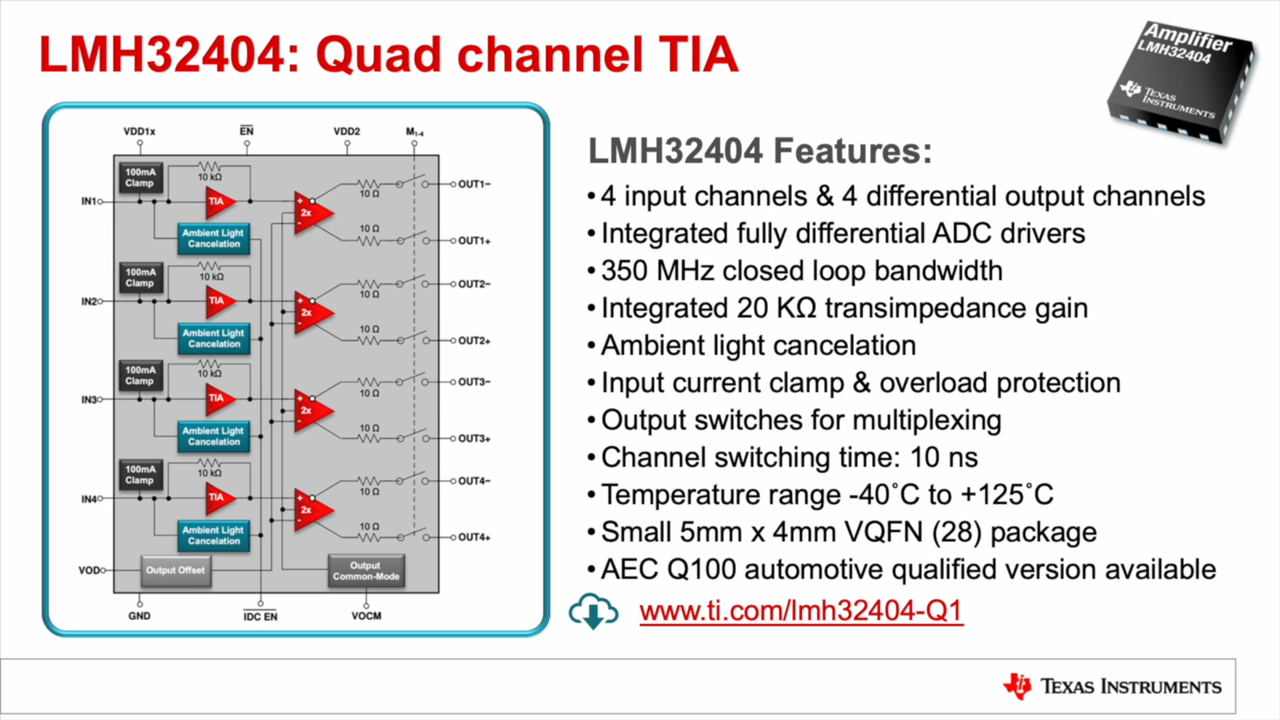 LMH32404: Quad channel TIA
Amplifier
LMH32404
TEXAS
INSTRUMENTS
VDD1x
EN
VDD2
M1-4
100mA
Clamp
10 kΩ
IN1
TIA
Ambient Light
Cancelation
2x
10 Ω
OUT1−
10 Ω
OUT1+
100mA
Clamp
10 kΩ
IN2
TIA
Ambient Light
Cancelation
2x
10 Ω
OUT2−
10 Ω
OUT2+
100mA
Clamp
10 kΩ
IN3
TIA
Ambient Light
Cancelation
2x
10 Ω
OUT3−
10 Ω
OUT3+
100mA
Clamp
10 kΩ
IN4
TIA
Ambient Light
Cancelation
2x
10 Ω
OUT4−
10 Ω
OUT4+
VOD
Output Offset
Output
Common-Mode
GND
IDC EN
VOCM
LMH32404 Features:
• 4 input channels & 4 differential output channels
• Integrated fully differential ADC drivers
• 350 MHz closed loop bandwidth
• Integrated 20 KΩ transimpedance gain
• Ambient light cancelation
• Input current clamp & overload protection
• Output switches for multiplexing
• Channel switching time: 10 ns
• Temperature range -40˚C to +125˚C
• Small 5mm x 4mm VQFN (28) package
• AEC Q100 automotive qualified version available
www.ti.com/lmh32404-Q1
TEXAS INSTRUMENTS